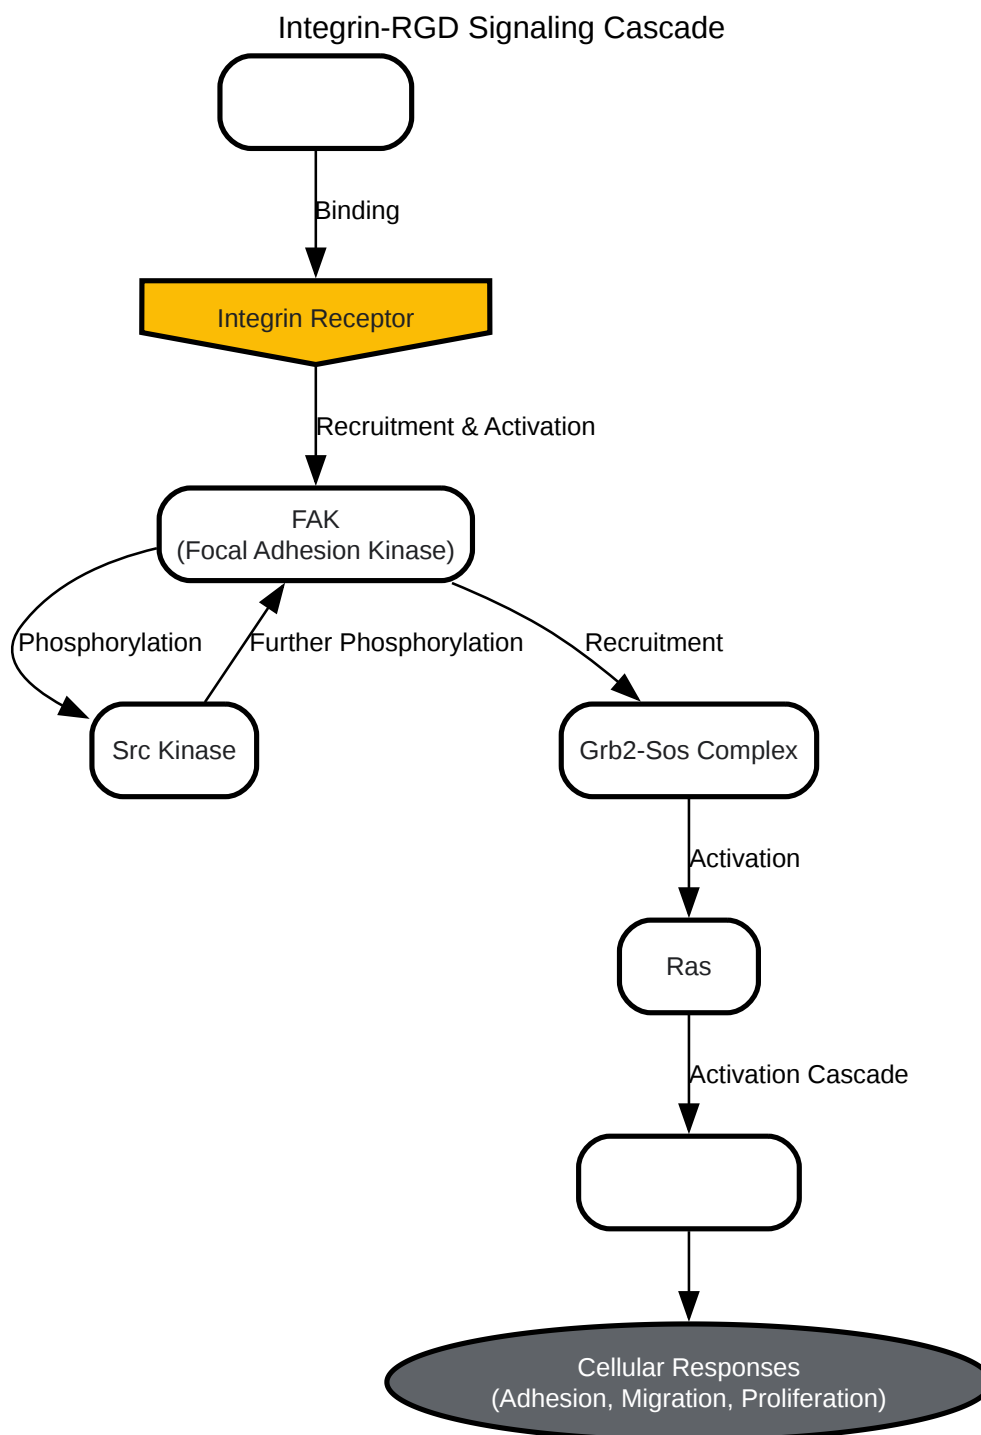 Integrin-RGD Signaling Cascade
Binding
Integrin Receptor
Recruitment & Activation
FAK
(Focal Adhesion Kinase)
Phosphorylation
Further Phosphorylation
Recruitment
Src Kinase
Grb2-Sos Complex
Activation
Ras
Activation Cascade
Cellular Responses
(Adhesion, Migration, Proliferation)